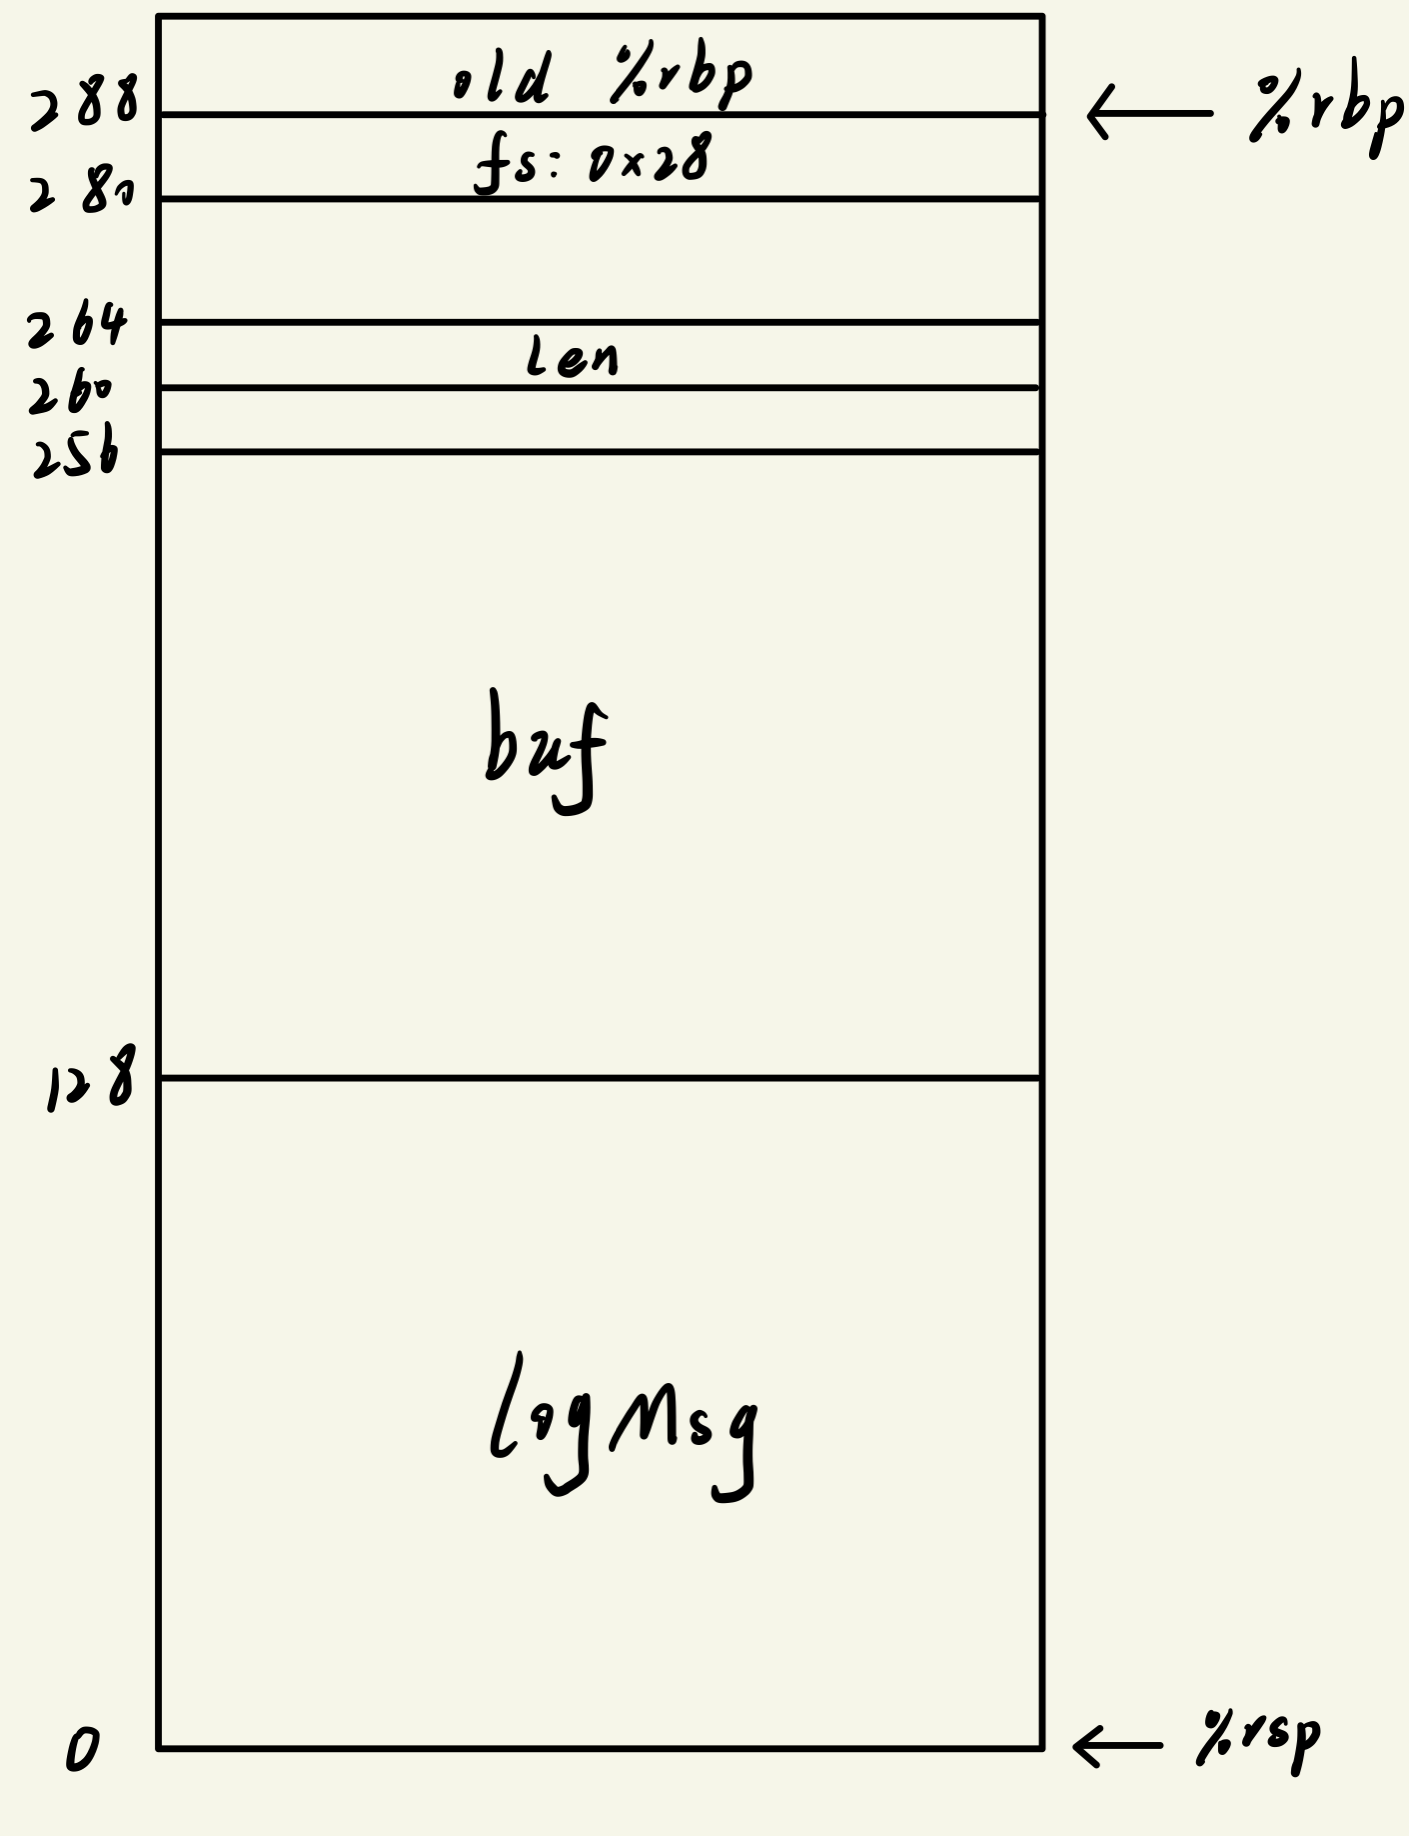 old %rbp
288
%rbp
fs: 0x28
280
264
len
260
256
buf
128
logMsg
0
%rsp